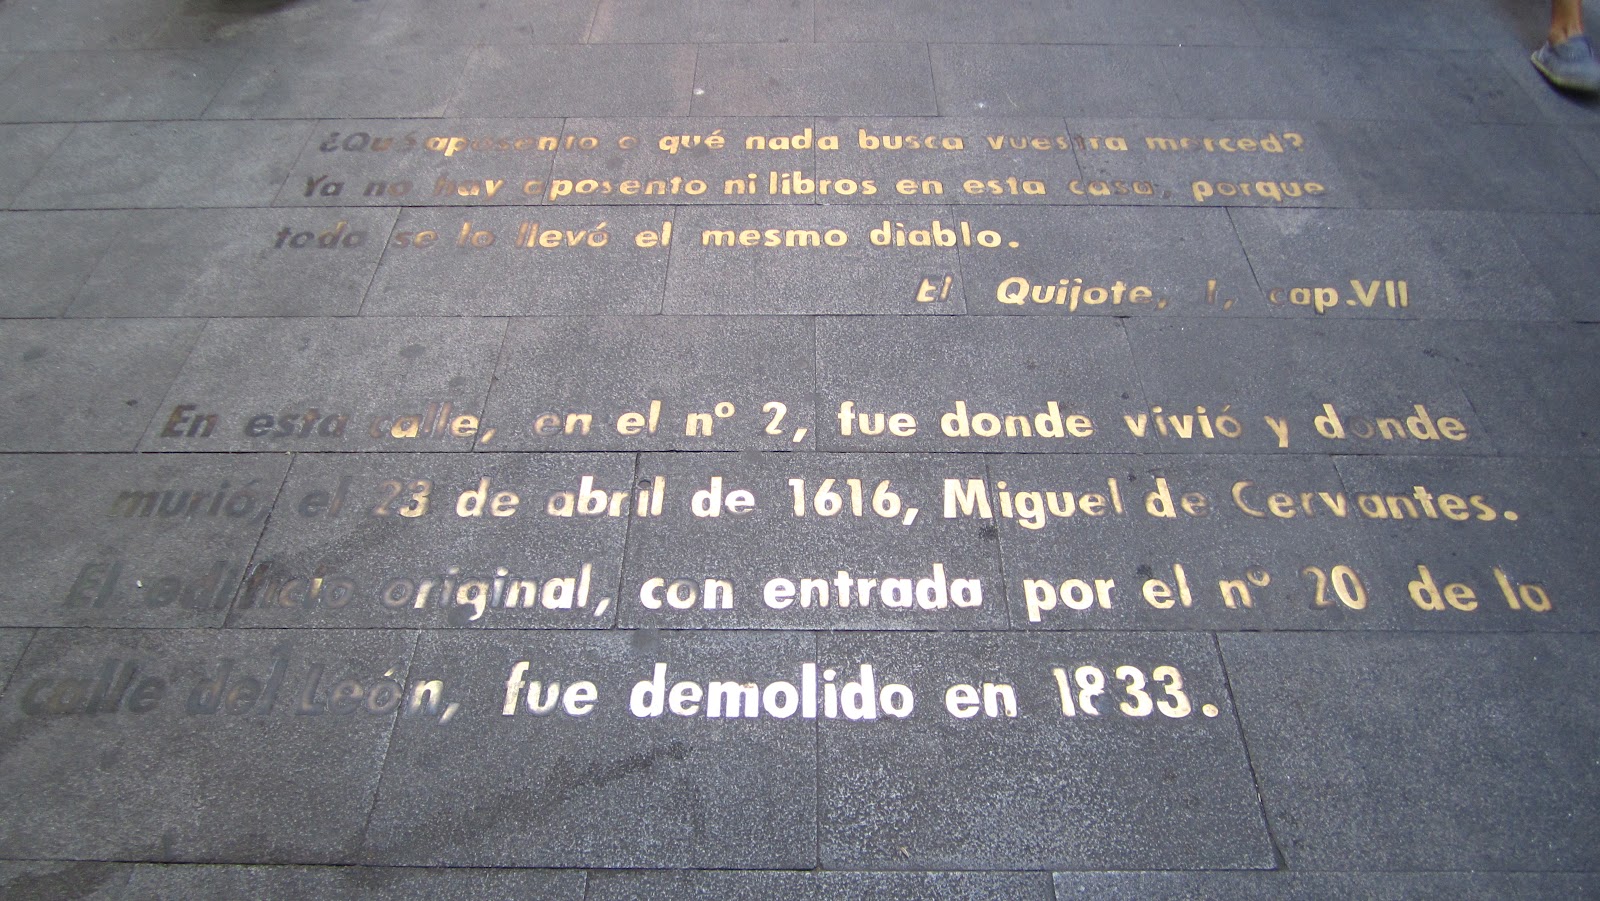 ¿Qué aposento o qué nada busca vuestra merced?
Ya no hay aposento ni libros en esta casa, porque
todo se lo llevó el mesmo diablo.
El Quijote, I, cap.VII
En esta calle, en el nº 2, fue donde vivió y donde
murió, el 23 de abril de 1616, Miguel de Cervantes.
El edificio original, con entrada por el nº 20 de la
calle del León, fue demolido en 1833.